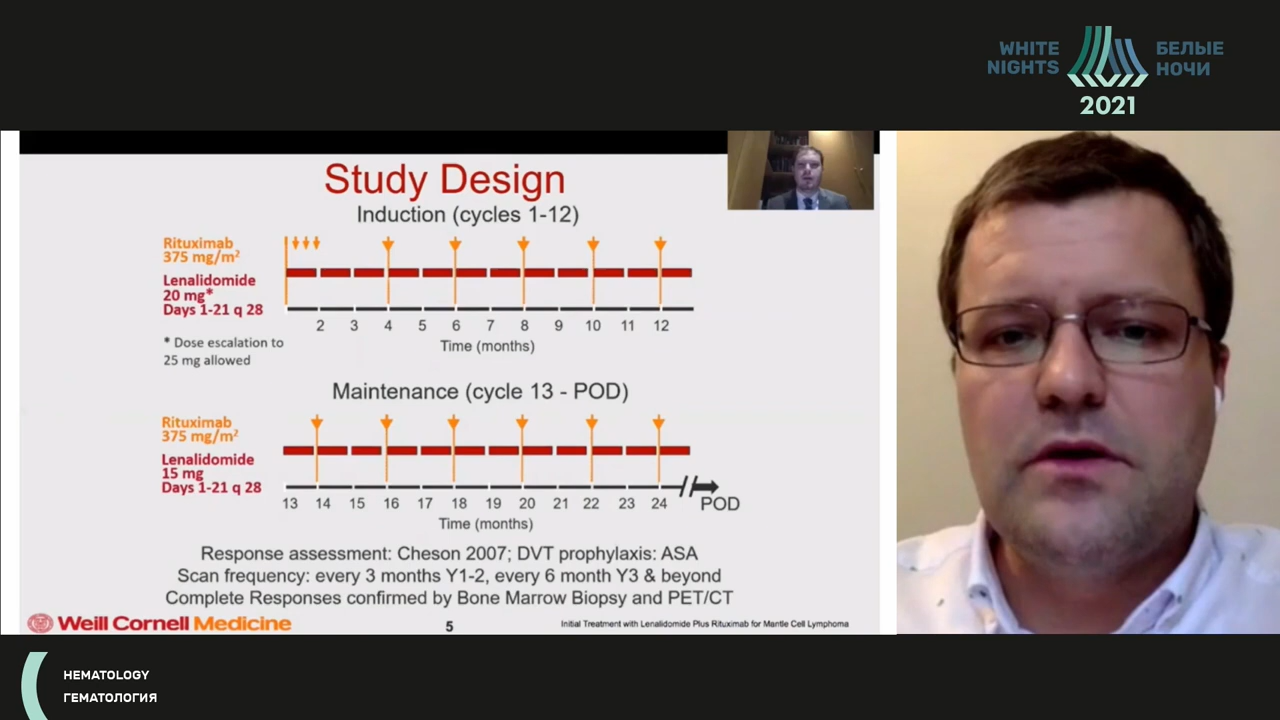 WHITE
NIGHTS
БЕЛЫЕ
НОЧИ
2021
Study Design
Induction (cycles 1-12)
Rituximab
375 mg/m²
Lenalidomide
20 mg*
Days 1-21 q 28
2 3 4 5 6 7 8 9 10 11 12
Time (months)
* Dose escalation to
25 mg allowed
Maintenance (cycle 13 - POD)
Rituximab
375 mg/m²
Lenalidomide
15 mg
Days 1-21 q 28
13 14 15 16 17 18 19 20 21 22 23 24
POD
Time (months)
Response assessment: Cheson 2007; DVT prophylaxis: ASA
Scan frequency: every 3 months Y1-2, every 6 month Y3 & beyond
Complete Responses confirmed by Bone Marrow Biopsy and PET/CT
Weill Cornell Medicine
5
Initial Treatment with Lenalidomide Plus Rituximab for Mantle Cell Lymphoma
HEMATOLOGY
ГЕМАТОЛОГИЯ